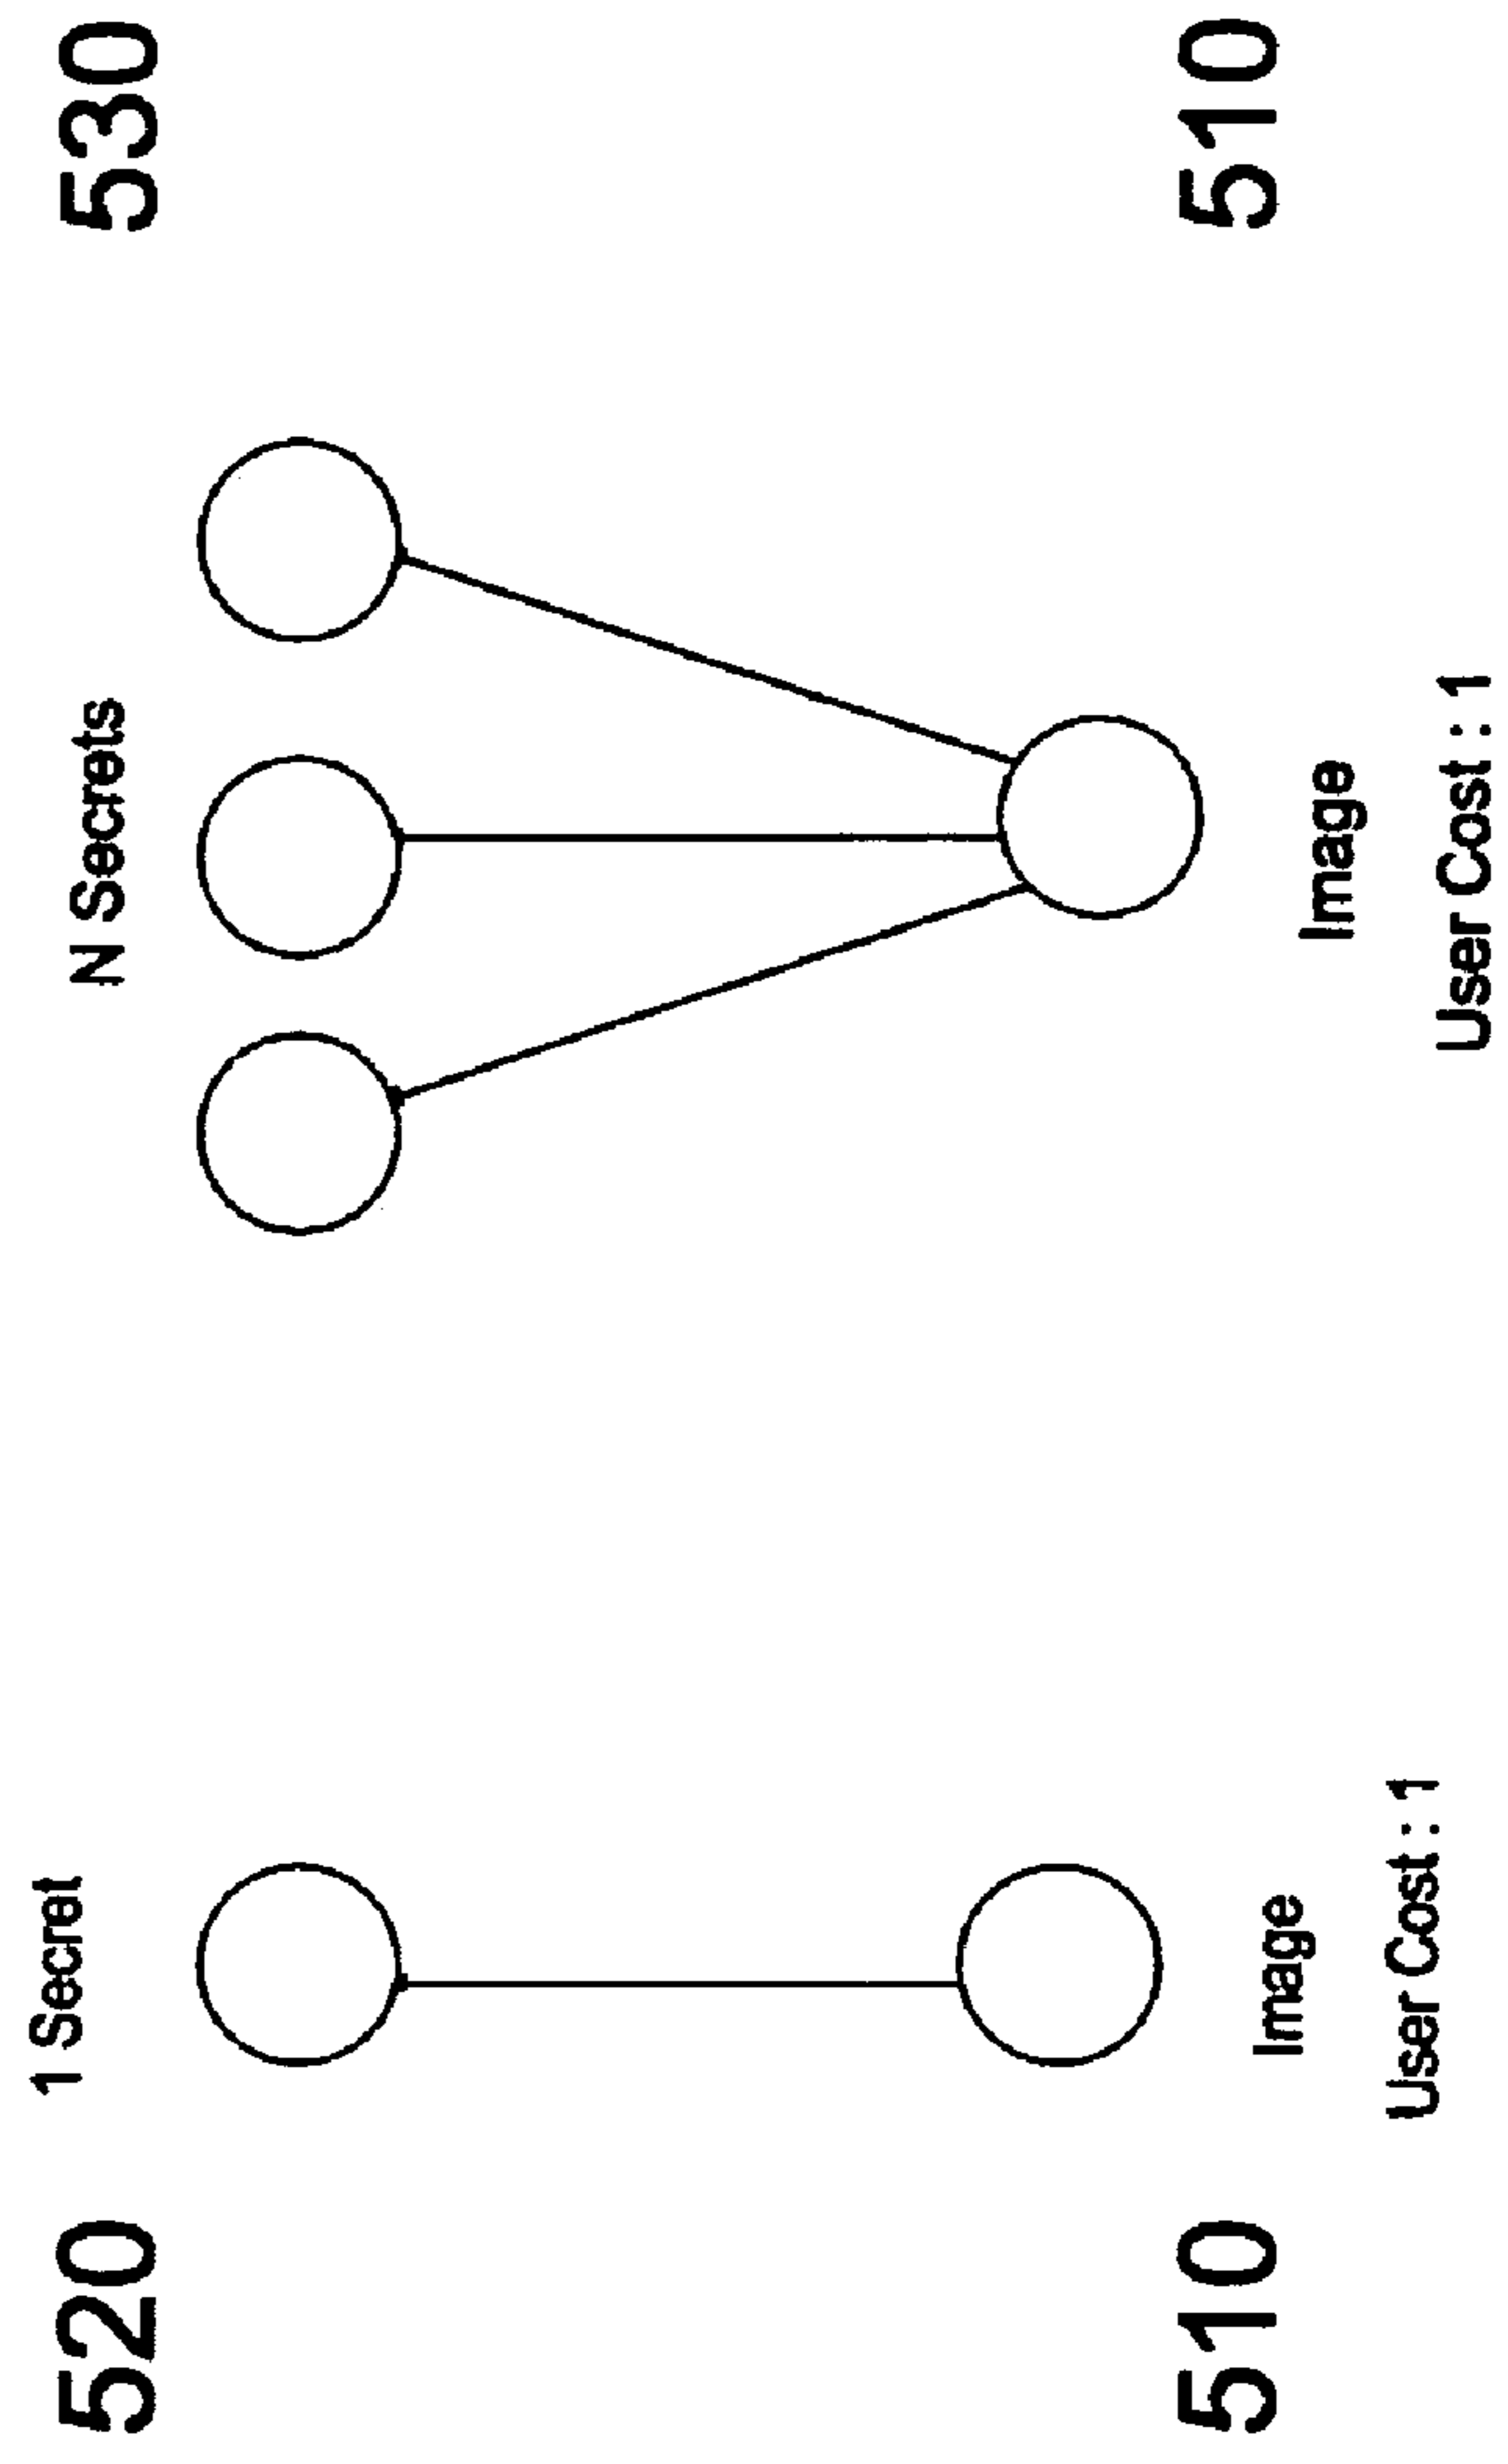 520
1 Secret
N Secrets
530
510
Image
Image
510
User Cost : 1
User Cost : 1